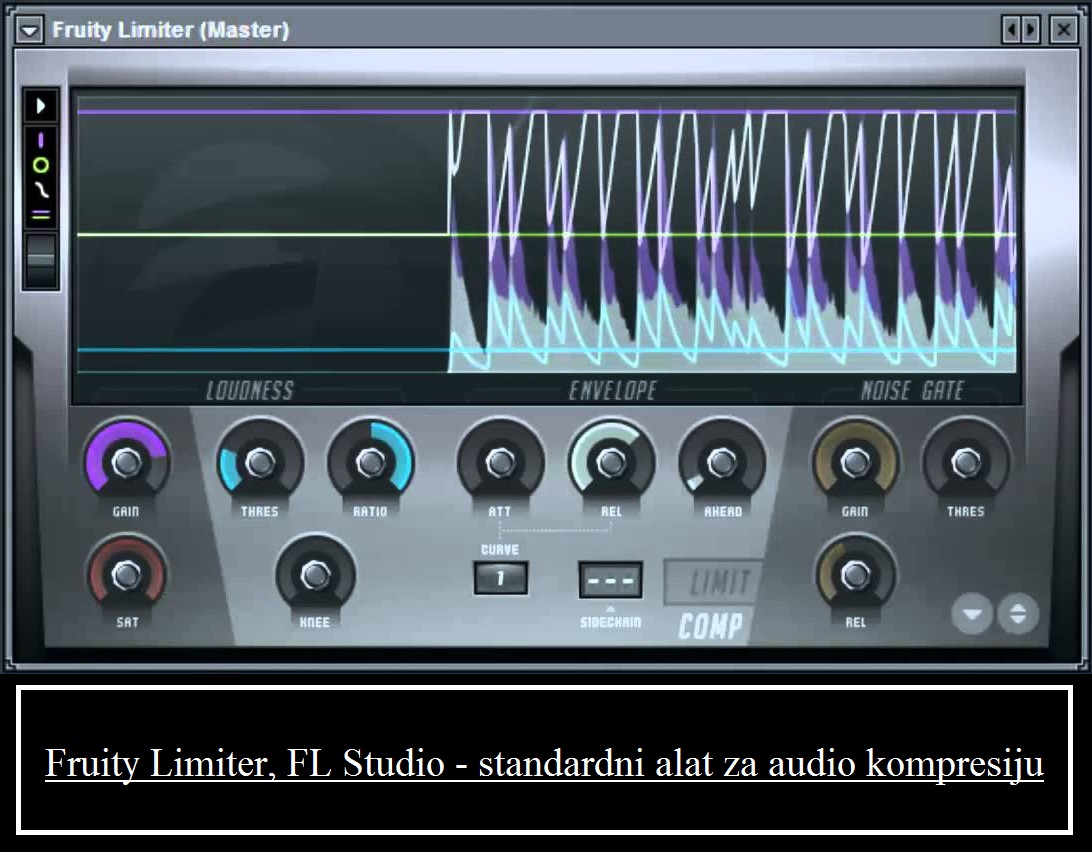 Fruity Limiter (Master)
LOUDNESS ENVELOPE NOISE GATE
GAIN THRES RATIO ATT REL AHEAD GAIN THRES
CURVE
1
---
LIMIT
SAT KNEE SIDECHAIN COMP REL
Fruity Limiter, FL Studio - standardni alat za audio kompresiju